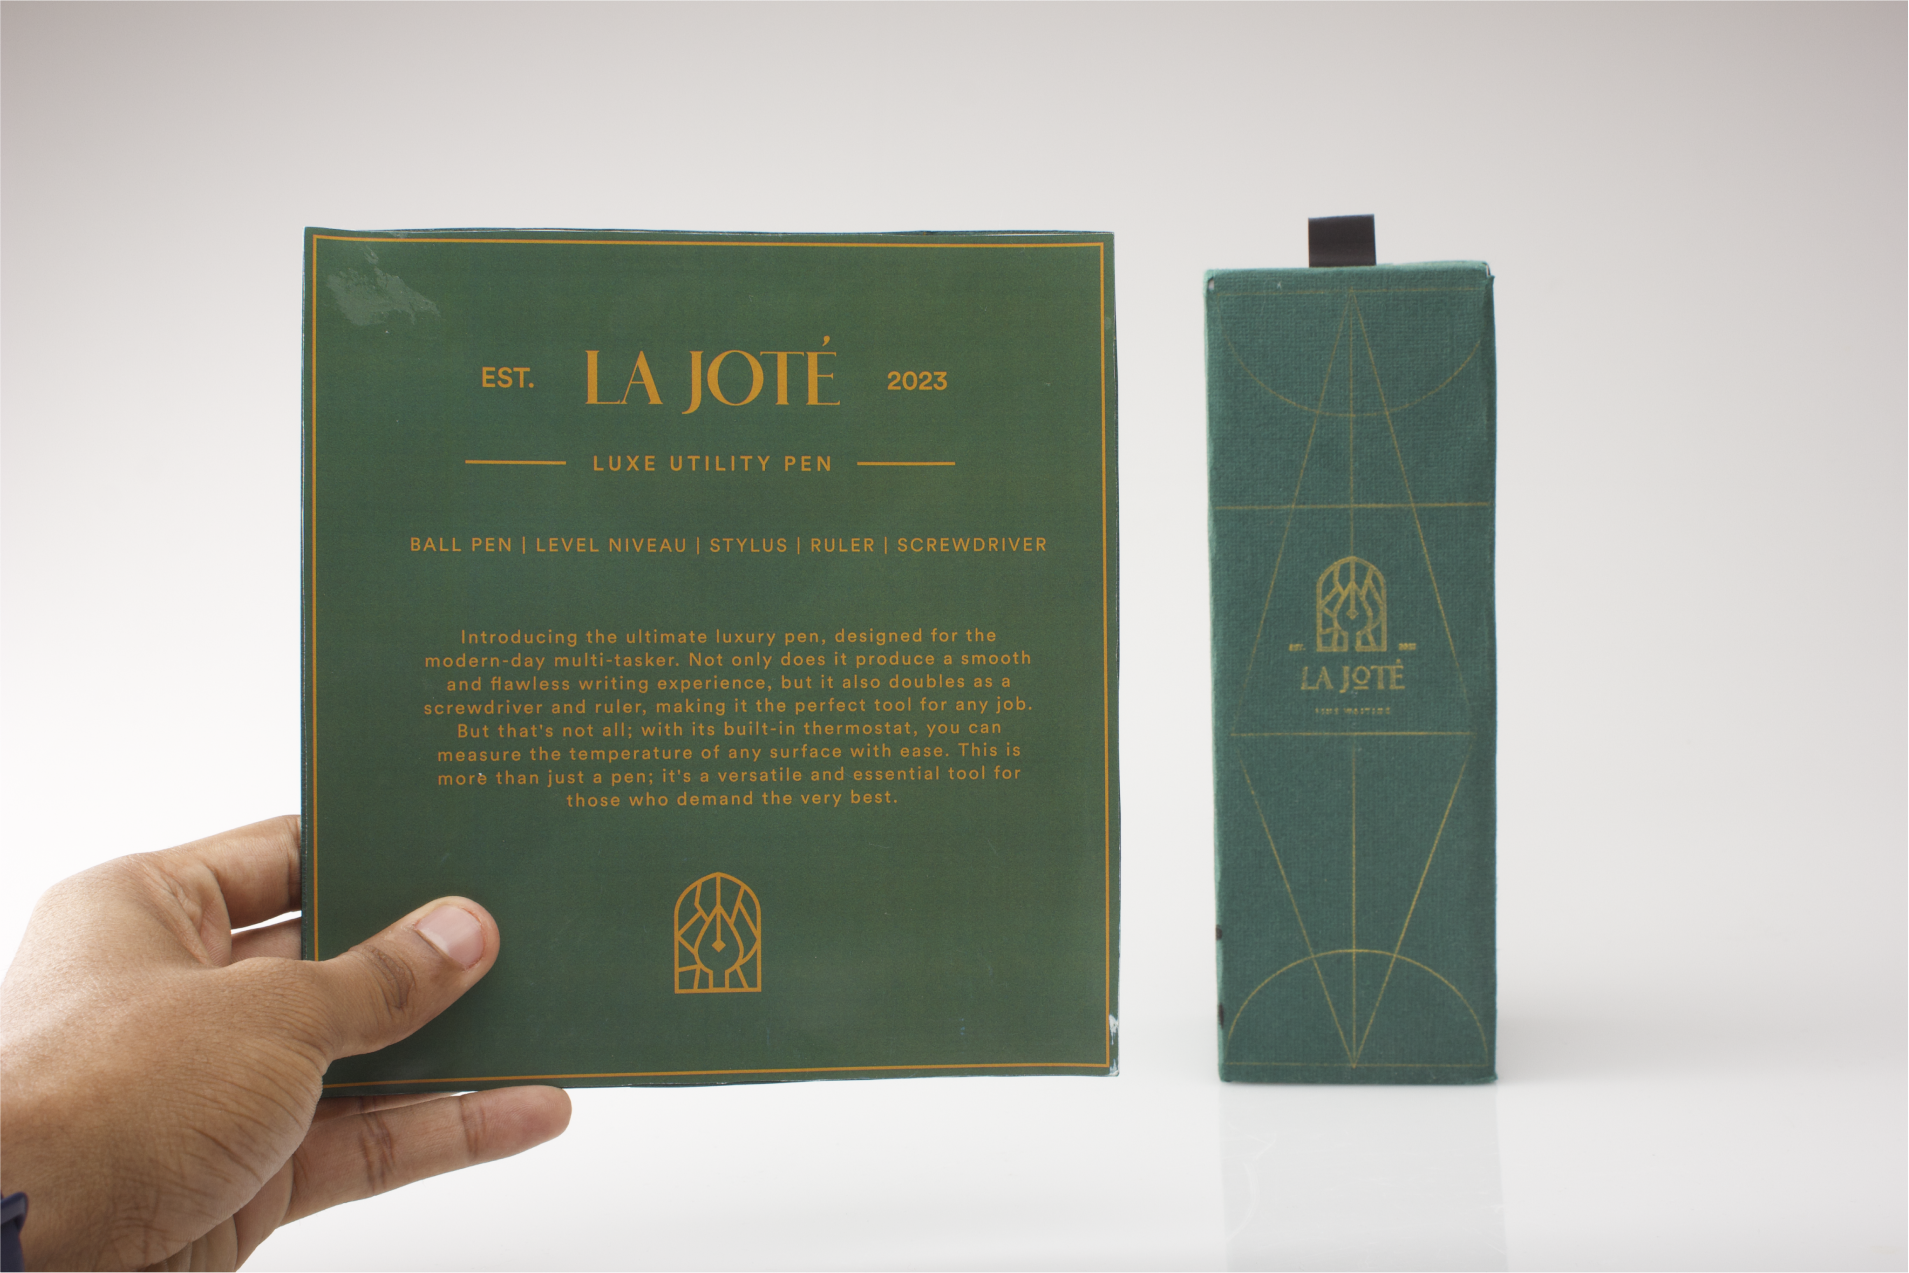 EST. LA JOTÉ 2023
LUXE UTILITY PEN
BALL PEN | LEVEL NIVEAU | STYLUS | RULER | SCREWDRIVER
Introducing the ultimate luxury pen, designed for the
modern-day multi-tasker. Not only does it produce a smooth
and flawless writing experience, but it also doubles as a
screwdriver and ruler, making it the perfect tool for any job.
But that's not all; with its built-in thermostat, you can
measure the temperature of any surface with ease. This is
more than just a pen; it's a versatile and essential tool for
those who demand the very best.
LA JOTÉ